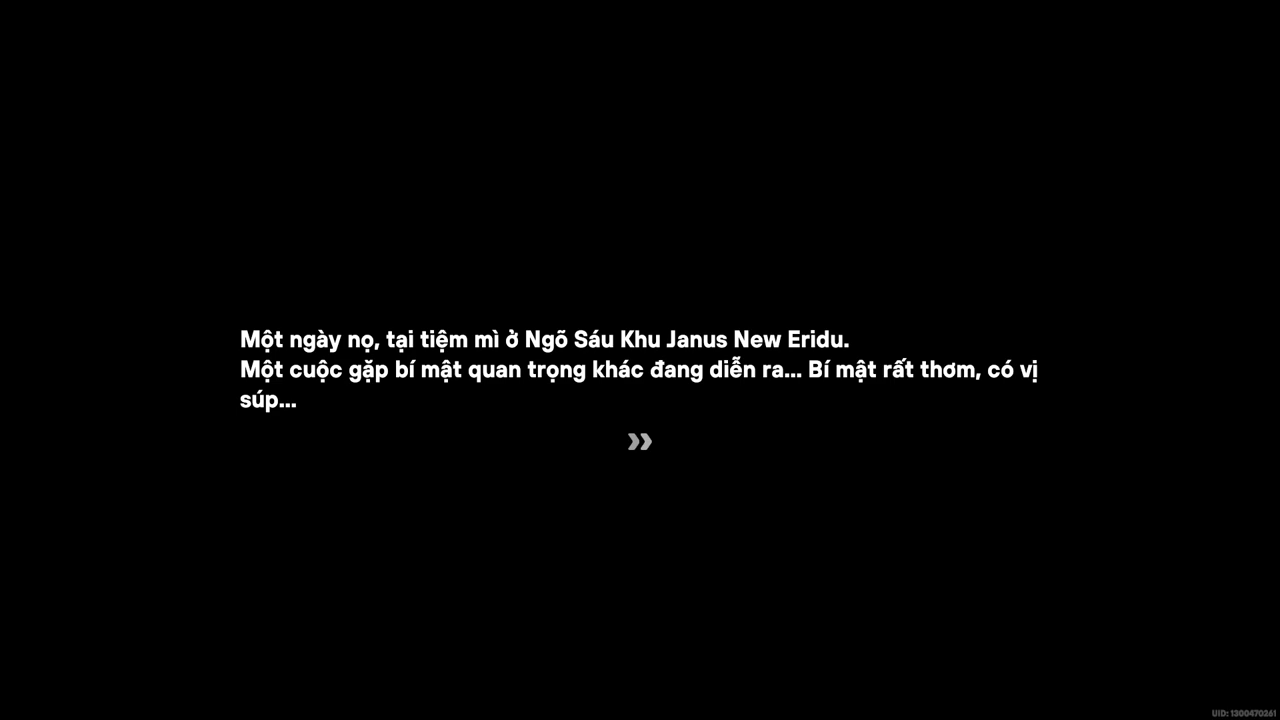 Một ngày nọ, tại tiệm mì ở Ngõ Sáu Khu Janus New Eridu.
Một cuộc gặp bí mật quan trọng khác đang diễn ra... Bí mật rất thơm, có vị
súp...
UID: 1300470261